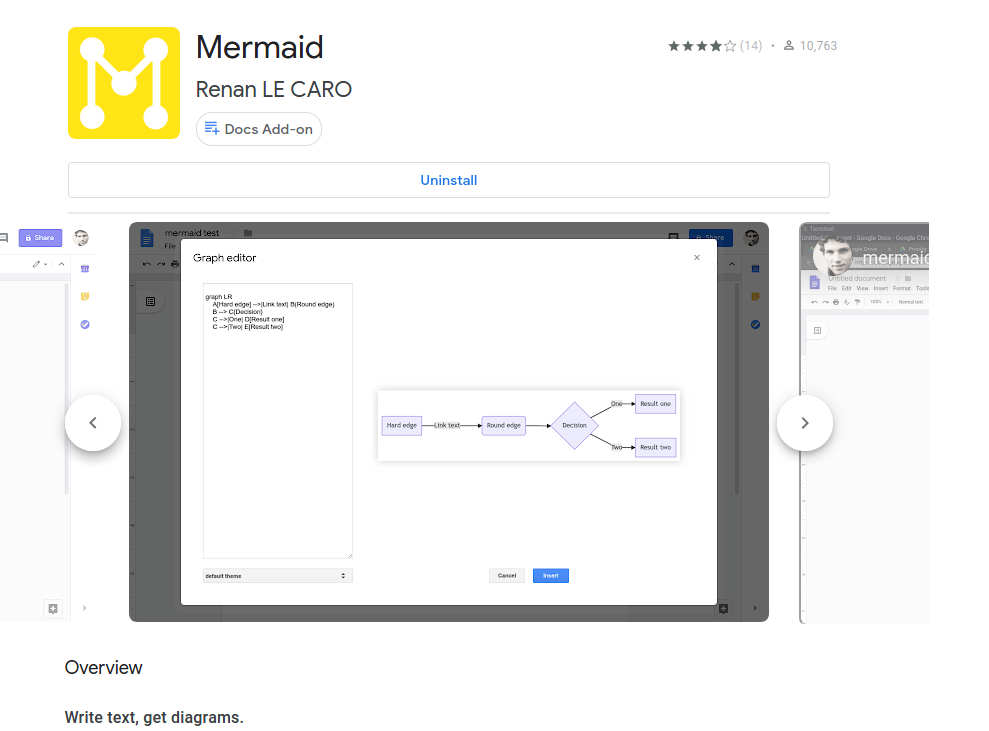 Mermaid
(14)
10,763
Renan LE CARO
Docs Add-on
Uninstall
Share
mermaid test
File
Share
Graph editor
graph LR
A[Hard edge] -->|Link text| B(Round edge)
B --> C{Decision}
C -->|One| D[Result one]
C -->|Two| E[Result two]
Hard edge
Link text
Round edge
Decision
One
Result one
Two
Result two
default theme
Cancel
Insert
mermaid
Untitled document
File Edit View Insert Format Tools
100%
Normal text
Overview
Write text, get diagrams.